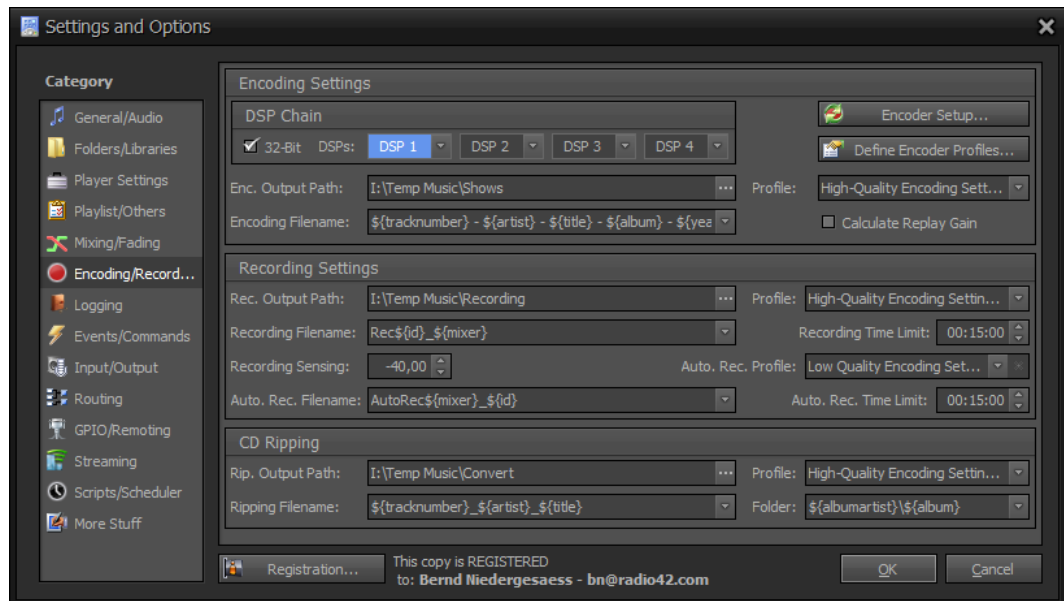 Settings and Options
Category
General/Audio
Folders/Libraries
Player Settings
Playlist/Others
Mixing/Fading
Encoding/Record...
Logging
Events/Commands
Input/Output
Routing
GPIO/Remoting
Streaming
Scripts/Scheduler
More Stuff
Encoding Settings
DSP Chain
32-Bit DSPs: DSP 1 DSP 2 DSP 3 DSP 4
Encoder Setup...
Define Encoder Profiles...
Enc. Output Path: I:\Temp Music\Shows ... Profile: High-Quality Encoding Sett...
Encoding Filename: ${tracknumber} - ${artist} - ${title} - ${album} - ${yea
Calculate Replay Gain
Recording Settings
Rec. Output Path: I:\Temp Music\Recording ... Profile: High-Quality Encoding Settin...
Recording Filename: Rec${id}_${mixer} Recording Time Limit: 00:15:00
Recording Sensing: -40,00 Auto. Rec. Profile: Low Quality Encoding Set...
Auto. Rec. Filename: AutoRec${mixer}_${id} Auto. Rec. Time Limit: 00:15:00
CD Ripping
Rip. Output Path: I:\Temp Music\Convert ... Profile: High-Quality Encoding Settin...
Ripping Filename: ${tracknumber}_${artist}_${title} Folder: ${albumartist}\${album}
Registration...
This copy is REGISTERED
to: Bernd Niedergesaess - bn@radio42.com
OK Cancel